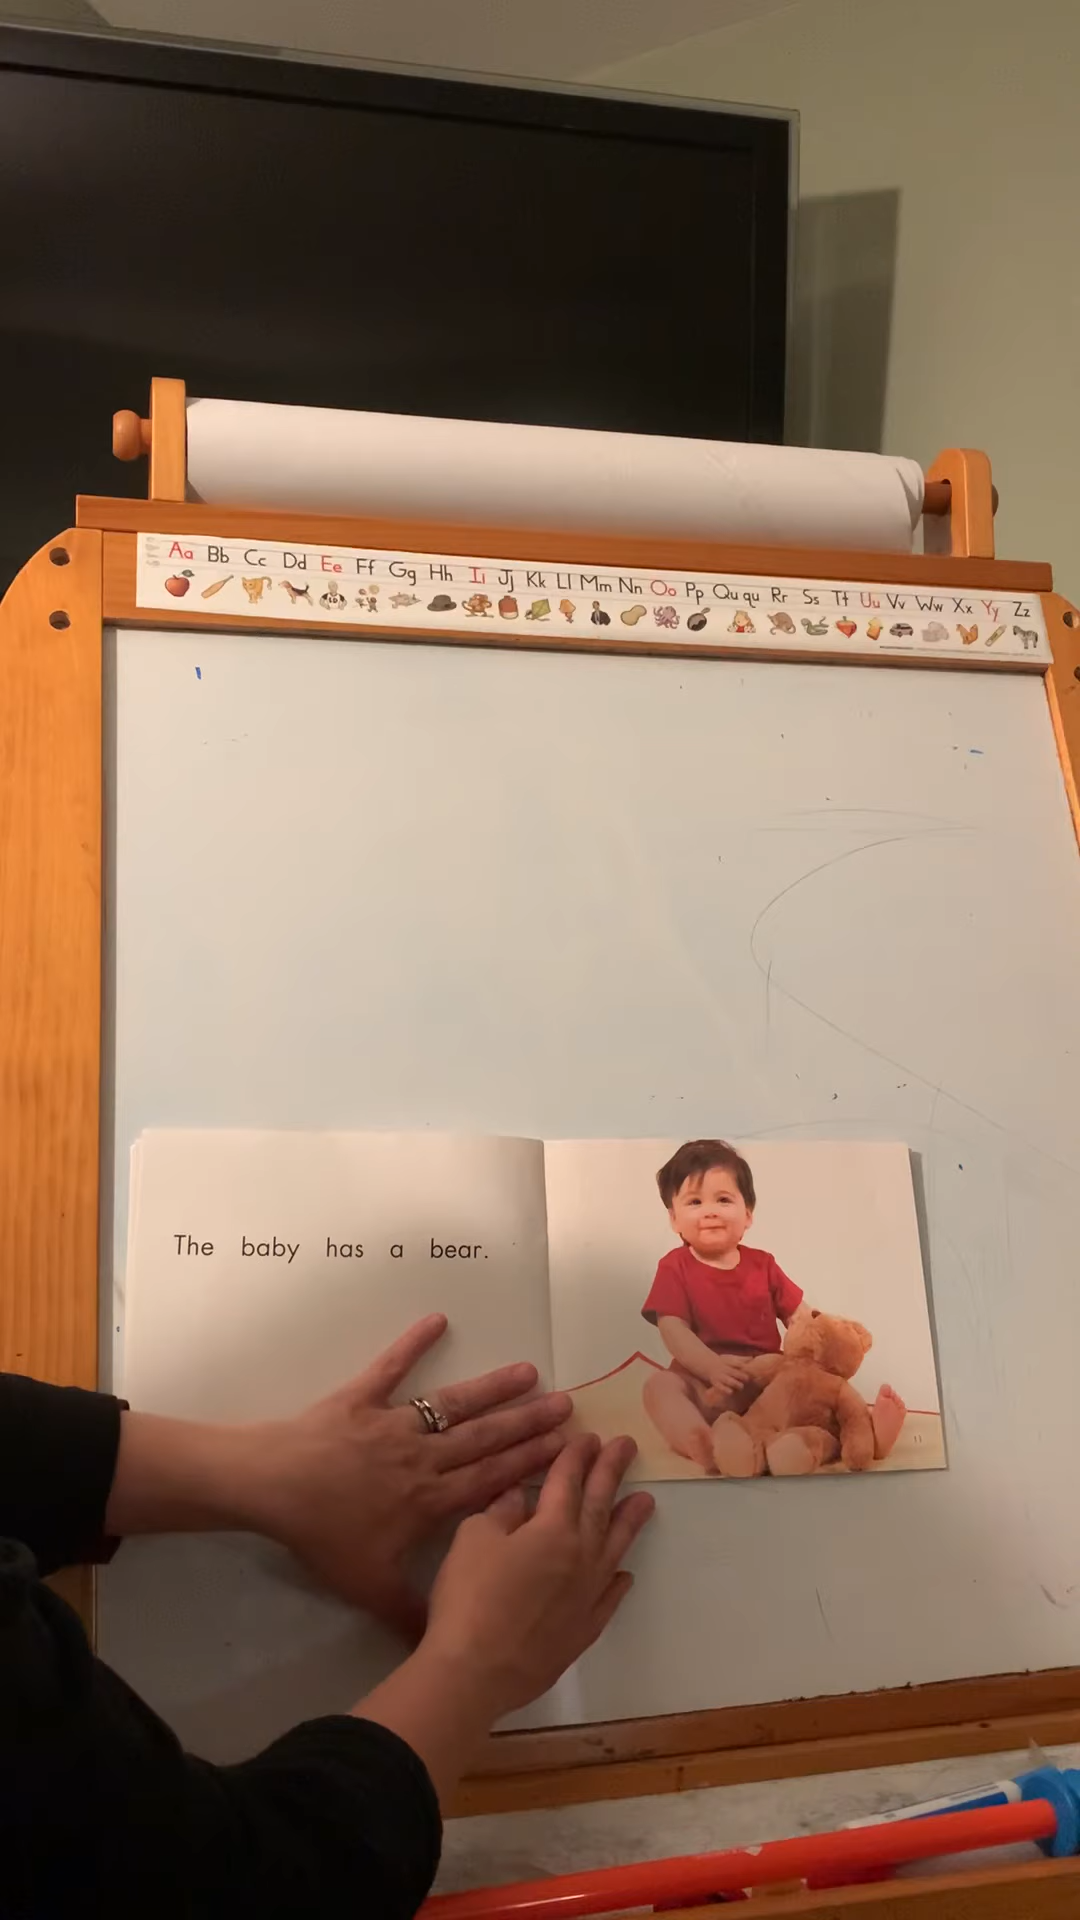 Aa Bb Cc Dd Ee Ff Gg Hh Ii Jj Kk Ll Mm Nn Oo Pp Qu qu Rr Ss Tt Uu Vv Ww Xx Yy Zz
The baby has a bear.
11